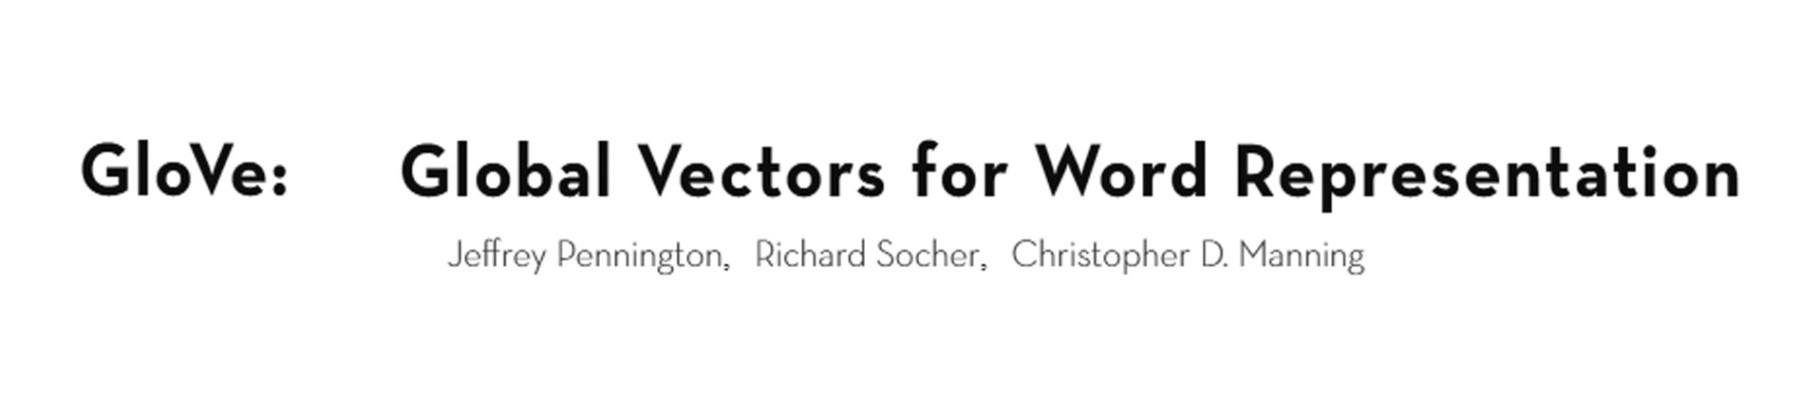 GloVe: Global Vectors for Word Representation
Jeffrey Pennington, Richard Socher, Christopher D. Manning